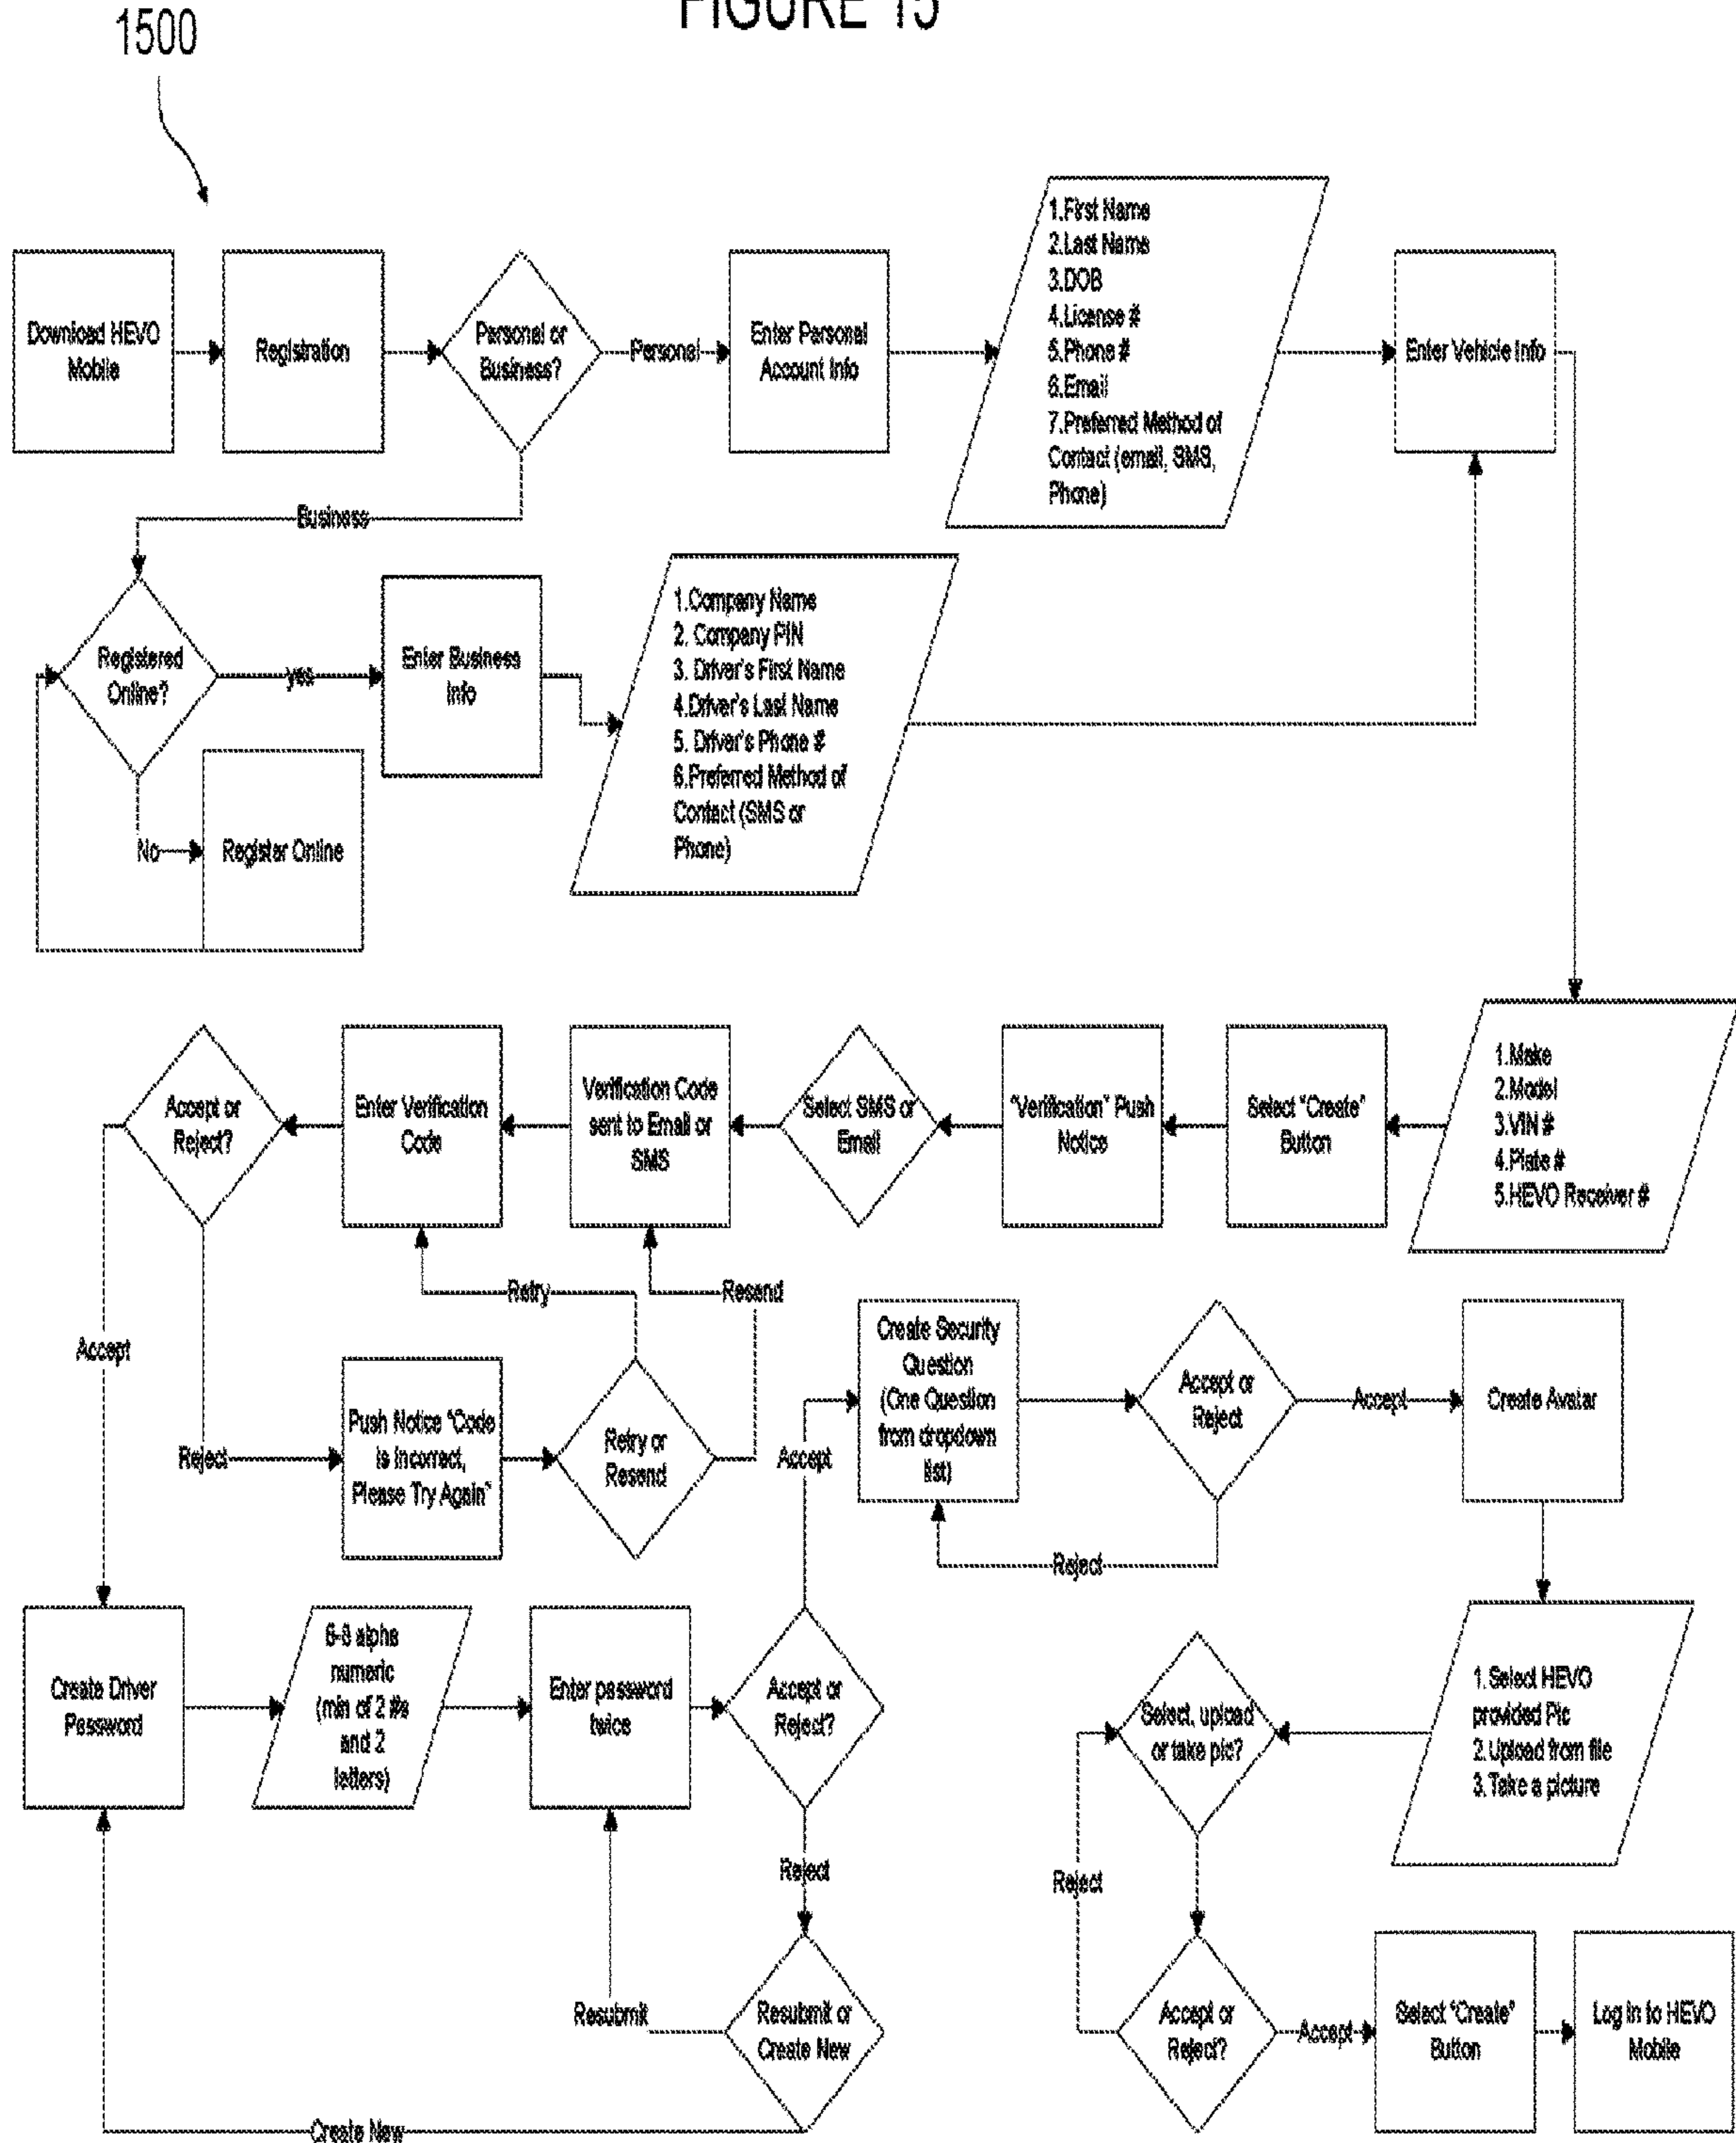 FIGURE 15
1500
Download HEVO
Mobile
Registration
Personal or
Business?
Personal
Enter Personal
Account Info
1.First Name
2.Last Name
3.DOB
4.License #
5.Phone #
6.Email
7.Preferred Method of
Contact (email, SMS,
Phone)
Enter Vehicle Info
Business
Registered
Online?
yes
Enter Business
Info
1.Company Name
2. Company PIN
3. Driver's First Name
4.Driver's Last Name
5. Driver's Phone #
6.Preferred Method of
Contact (SMS or
Phone)
No
Register Online
Accept or
Reject?
Enter Verification
Code
Verification Code
sent to Email or
SMS
Select SMS or
Email
"Verification" Push
Notice
Select "Create"
Button
1.Make
2.Model
3.VIN #
4.Plate #
5.HEVO Receiver #
Retry
Resend
Accept
Reject
Push Notice "Code
is Incorrect,
Please Try Again"
Retry or
Resend
Accept
Create Security
Question
(One Question
from dropdown
list)
Accept or
Reject
Accept
Create Avatar
Reject
Create Driver
Password
6-8 alpha
numeric
(min of 2 #s
and 2
letters)
Enter password
twice
Accept or
Reject?
Select, upload
or take pic?
1.Select HEVO
provided Pic
2.Upload from file
3.Take a picture
Reject
Reject
Resubmit
Resubmit or
Create New
Accept or
Reject?
Accept
Select "Create"
Button
Log in to HEVO
Mobile
Create New